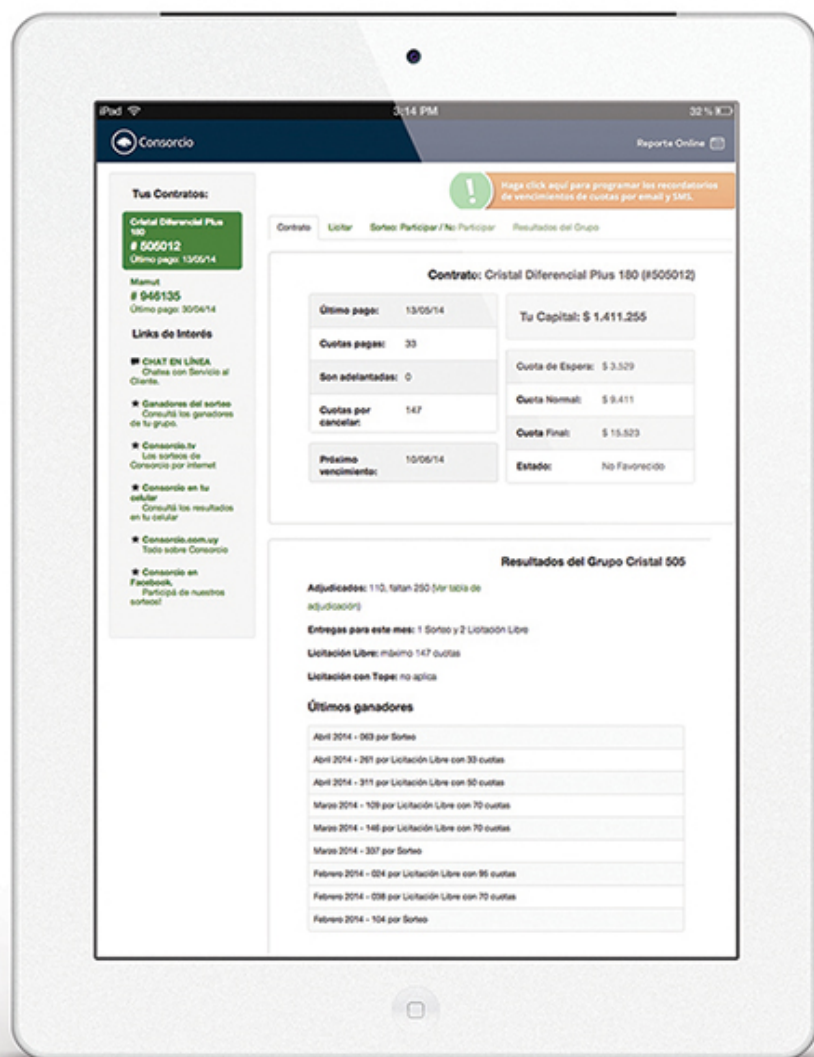 iPad
3:14 PM
32 %
Consorcio
Reporte Online
!
Haga click aquí para programar los recordatorios
de vencimientos de cuotas por email y SMS.
Tus Contratos:
Cristal Diferencial Plus
180
# 505012
Último pago: 13/05/14
Mamut
# 946135
Último pago: 30/04/14
Links de Interés
CHAT EN LÍNEA
Chatea con Servicio al
Cliente.
★ Ganadores del sorteo
Consultá los ganadores
de tu grupo.
★ Consorcio.tv
Los sorteos de
Consorcio por internet
★ Consorcio en tu
celular
Consultá los resultados
en tu celular
★ Consorcio.com.uy
Todo sobre Consorcio
★ Consorcio en
Facebook.
Participá de nuestros
sorteos!
Contrato Licitar Sorteo: Participar / No Participar Resultados del Grupo
Contrato: Cristal Diferencial Plus 180 (#505012)
Último pago: 13/05/14
Cuotas pagas: 33
Son adelantadas: 0
Cuotas por
cancelar: 147
Próximo
vencimiento: 10/06/14
Tu Capital: $ 1.411.255
Cuota de Espera: $ 3.529
Cuota Normal: $ 9.411
Cuota Final: $ 15.523
Estado: No Favorecido
Resultados del Grupo Cristal 505
Adjudicados: 110, faltan 250 (Ver tabla de
adjudicación)
Entregas para este mes: 1 Sorteo y 2 Licitación Libre
Licitación Libre: máximo 147 cuotas
Licitación con Tope: no aplica
Últimos ganadores
Abril 2014 - 063 por Sorteo
Abril 2014 - 261 por Licitación Libre con 33 cuotas
Abril 2014 - 311 por Licitación Libre con 50 cuotas
Marzo 2014 - 109 por Licitación Libre con 70 cuotas
Marzo 2014 - 146 por Licitación Libre con 70 cuotas
Marzo 2014 - 337 por Sorteo
Febrero 2014 - 024 por Licitación Libre con 95 cuotas
Febrero 2014 - 038 por Licitación Libre con 70 cuotas
Febrero 2014 - 104 por Sorteo